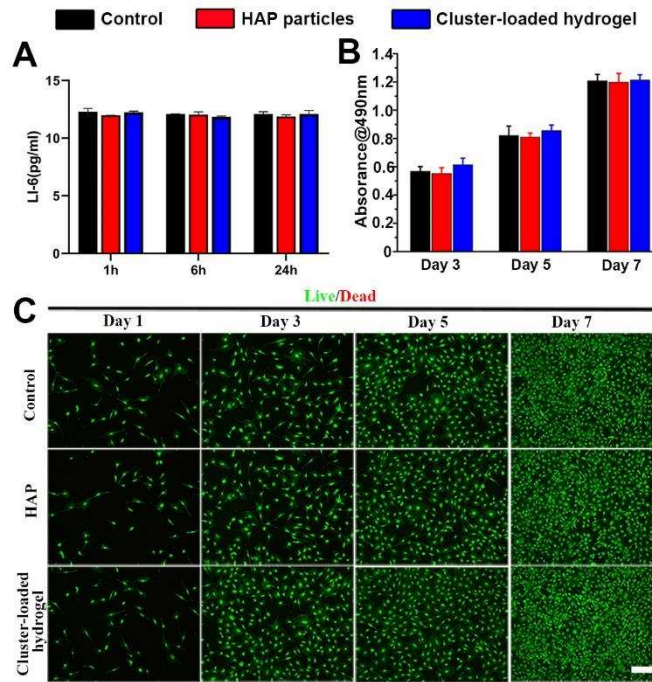 Control HAP particles Cluster-loaded hydrogel
A
LI-6(pg/ml)
15
10
5
0
1h 6h 24h
B
Absorance@490nm
1.4
1.2
1.0
0.8
0.6
0.4
0.2
0.0
Day 3 Day 5 Day 7
C
Live/Dead
Day 1 Day 3 Day 5 Day 7
Control
HAP
Cluster-loaded
hydrogel